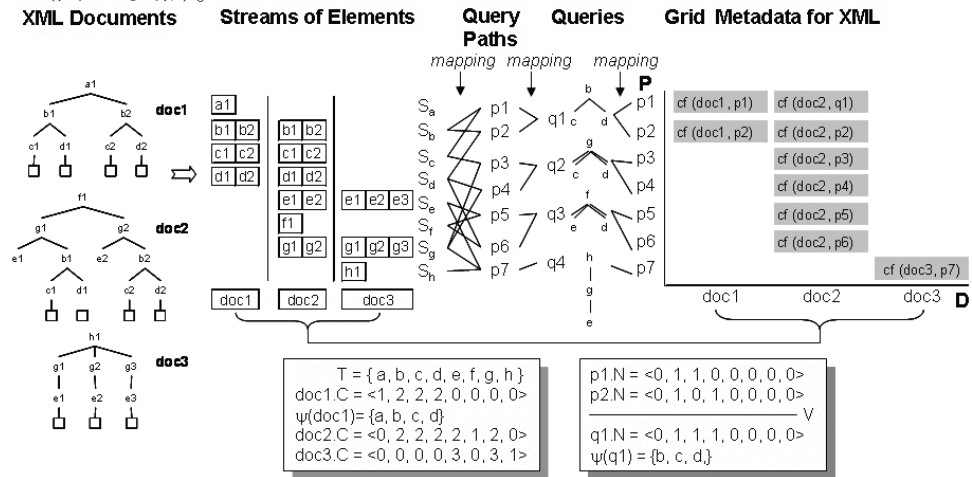 XML Documents
Streams of Elements
Query Paths
Queries
Grid Metadata for XML
mapping
mapping
mapping
P
a1
b1
b2
c1
d1
c2
d2
doc1
f1
g1
g2
doc2
e1
b1
e2
b2
c1
d1
c2
d2
h1
doc3
g1
g2
g3
e1
e2
e3
a1
b1 b2
b1 b2
c1 c2
c1 c2
d1 d2
d1 d2
e1 e2
e1 e2 e3
f1
g1 g2
g1 g2 g3
h1
doc1
doc2
doc3
Sa
Sb
Sc
Sd
Se
Sf
Sg
Sh
p1
p2
p3
p4
p5
p6
p7
q1
q2
q3
q4
b
c
d
g
c
d
f
e
d
h
g
e
p1
p2
p3
p4
p5
p6
p7
cf (doc1, p1)
cf (doc2, q1)
cf (doc1, p2)
cf (doc2, p2)
cf (doc2, p3)
cf (doc2, p4)
cf (doc2, p5)
cf (doc2, p6)
cf (doc3, p7)
doc1
doc2
doc3
D
T = { a, b, c, d, e, f, g, h }
doc1.C = <1, 2, 2, 2, 0, 0, 0, 0>
ψ(doc1)= {a, b, c, d}
doc2.C = <0, 2, 2, 2, 2, 1, 2, 0>
doc3.C = <0, 0, 0, 0, 3, 0, 3, 1>
p1.N = <0, 1, 1, 0, 0, 0, 0, 0>
p2.N = <0, 1, 0, 1, 0, 0, 0, 0>
V
q1.N = <0, 1, 1, 1, 0, 0, 0, 0>
ψ(q1) = {b, c, d,}